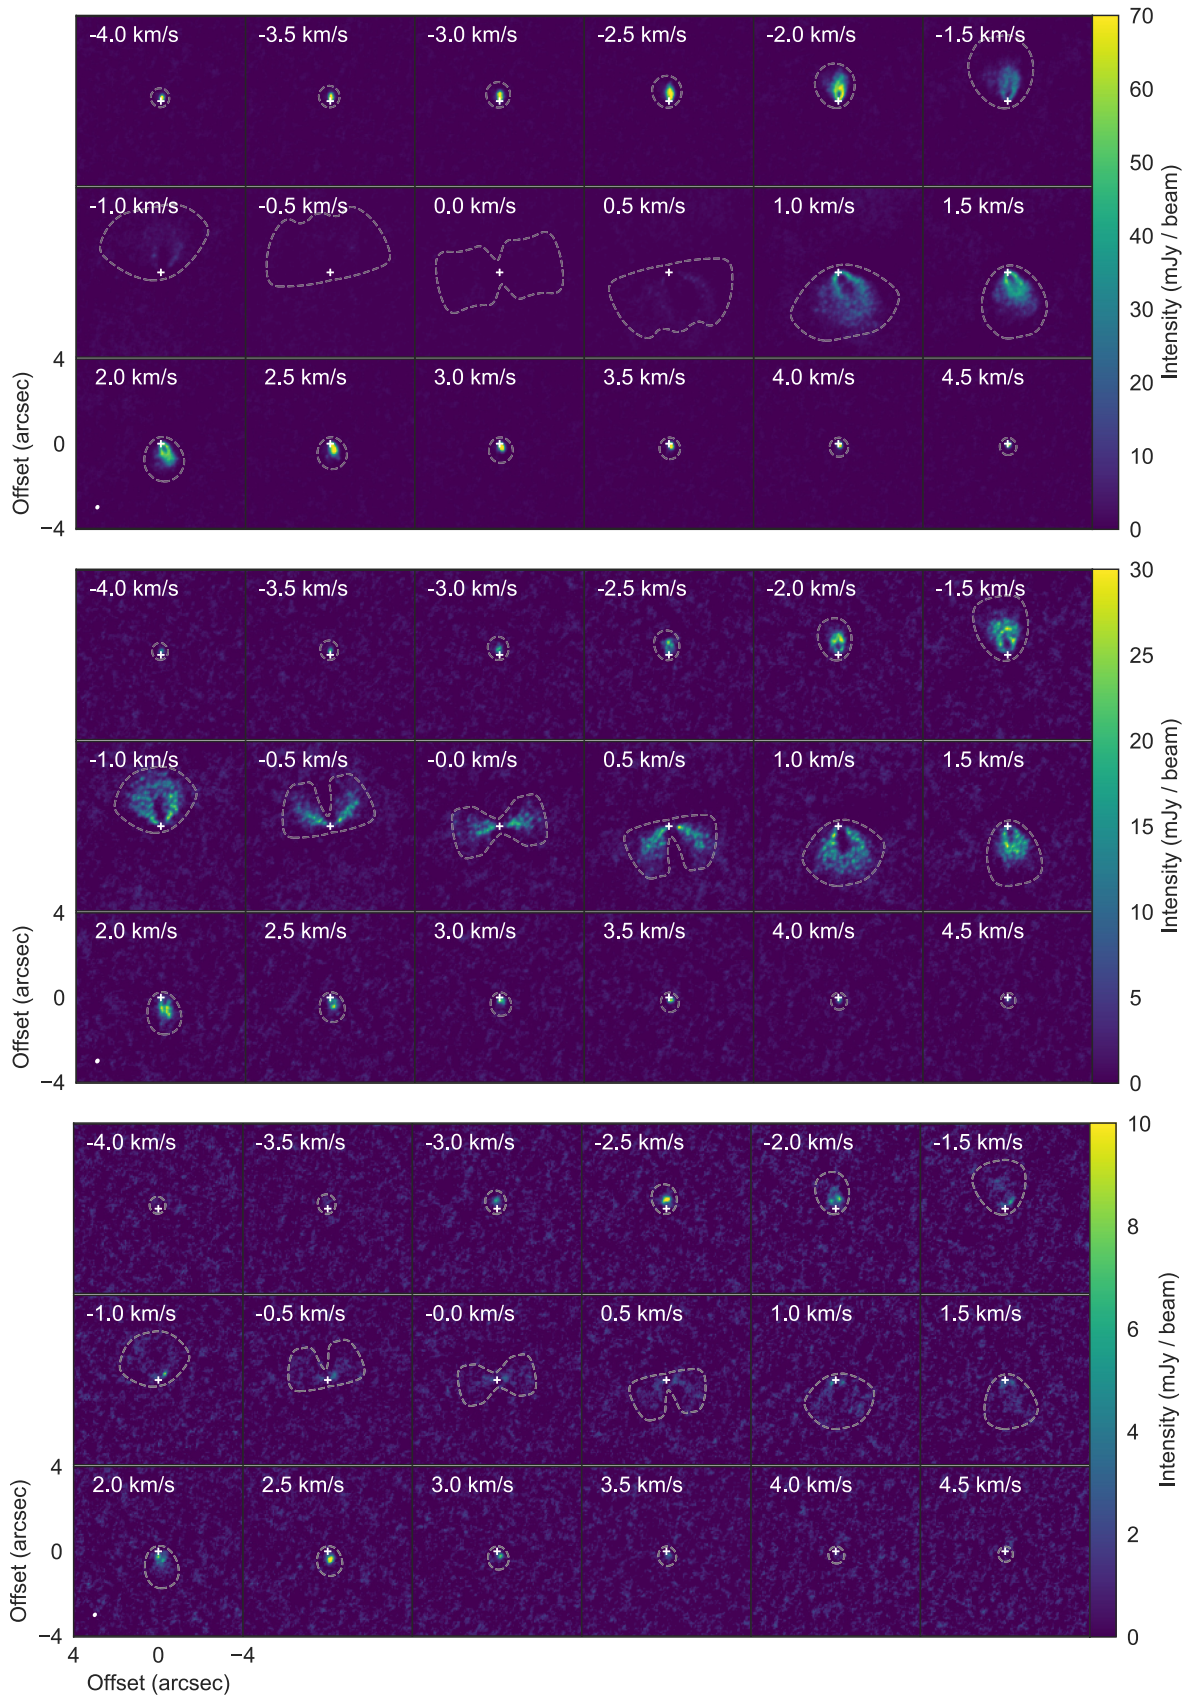 -4.0 km/s -3.5 km/s -3.0 km/s -2.5 km/s -2.0 km/s -1.5 km/s
-1.0 km/s -0.5 km/s 0.0 km/s 0.5 km/s 1.0 km/s 1.5 km/s
2.0 km/s 2.5 km/s 3.0 km/s 3.5 km/s 4.0 km/s 4.5 km/s
4
0
−4
Offset (arcsec)
70
60
50
40
30
20
10
0
Intensity (mJy / beam)
-4.0 km/s -3.5 km/s -3.0 km/s -2.5 km/s -2.0 km/s -1.5 km/s
-1.0 km/s -0.5 km/s -0.0 km/s 0.5 km/s 1.0 km/s 1.5 km/s
2.0 km/s 2.5 km/s 3.0 km/s 3.5 km/s 4.0 km/s 4.5 km/s
4
0
−4
Offset (arcsec)
30
25
20
15
10
5
0
Intensity (mJy / beam)
-4.0 km/s -3.5 km/s -3.0 km/s -2.5 km/s -2.0 km/s -1.5 km/s
-1.0 km/s -0.5 km/s -0.0 km/s 0.5 km/s 1.0 km/s 1.5 km/s
2.0 km/s 2.5 km/s 3.0 km/s 3.5 km/s 4.0 km/s 4.5 km/s
4
0
−4
Offset (arcsec)
4 0 −4
Offset (arcsec)
10
8
6
4
2
0
Intensity (mJy / beam)